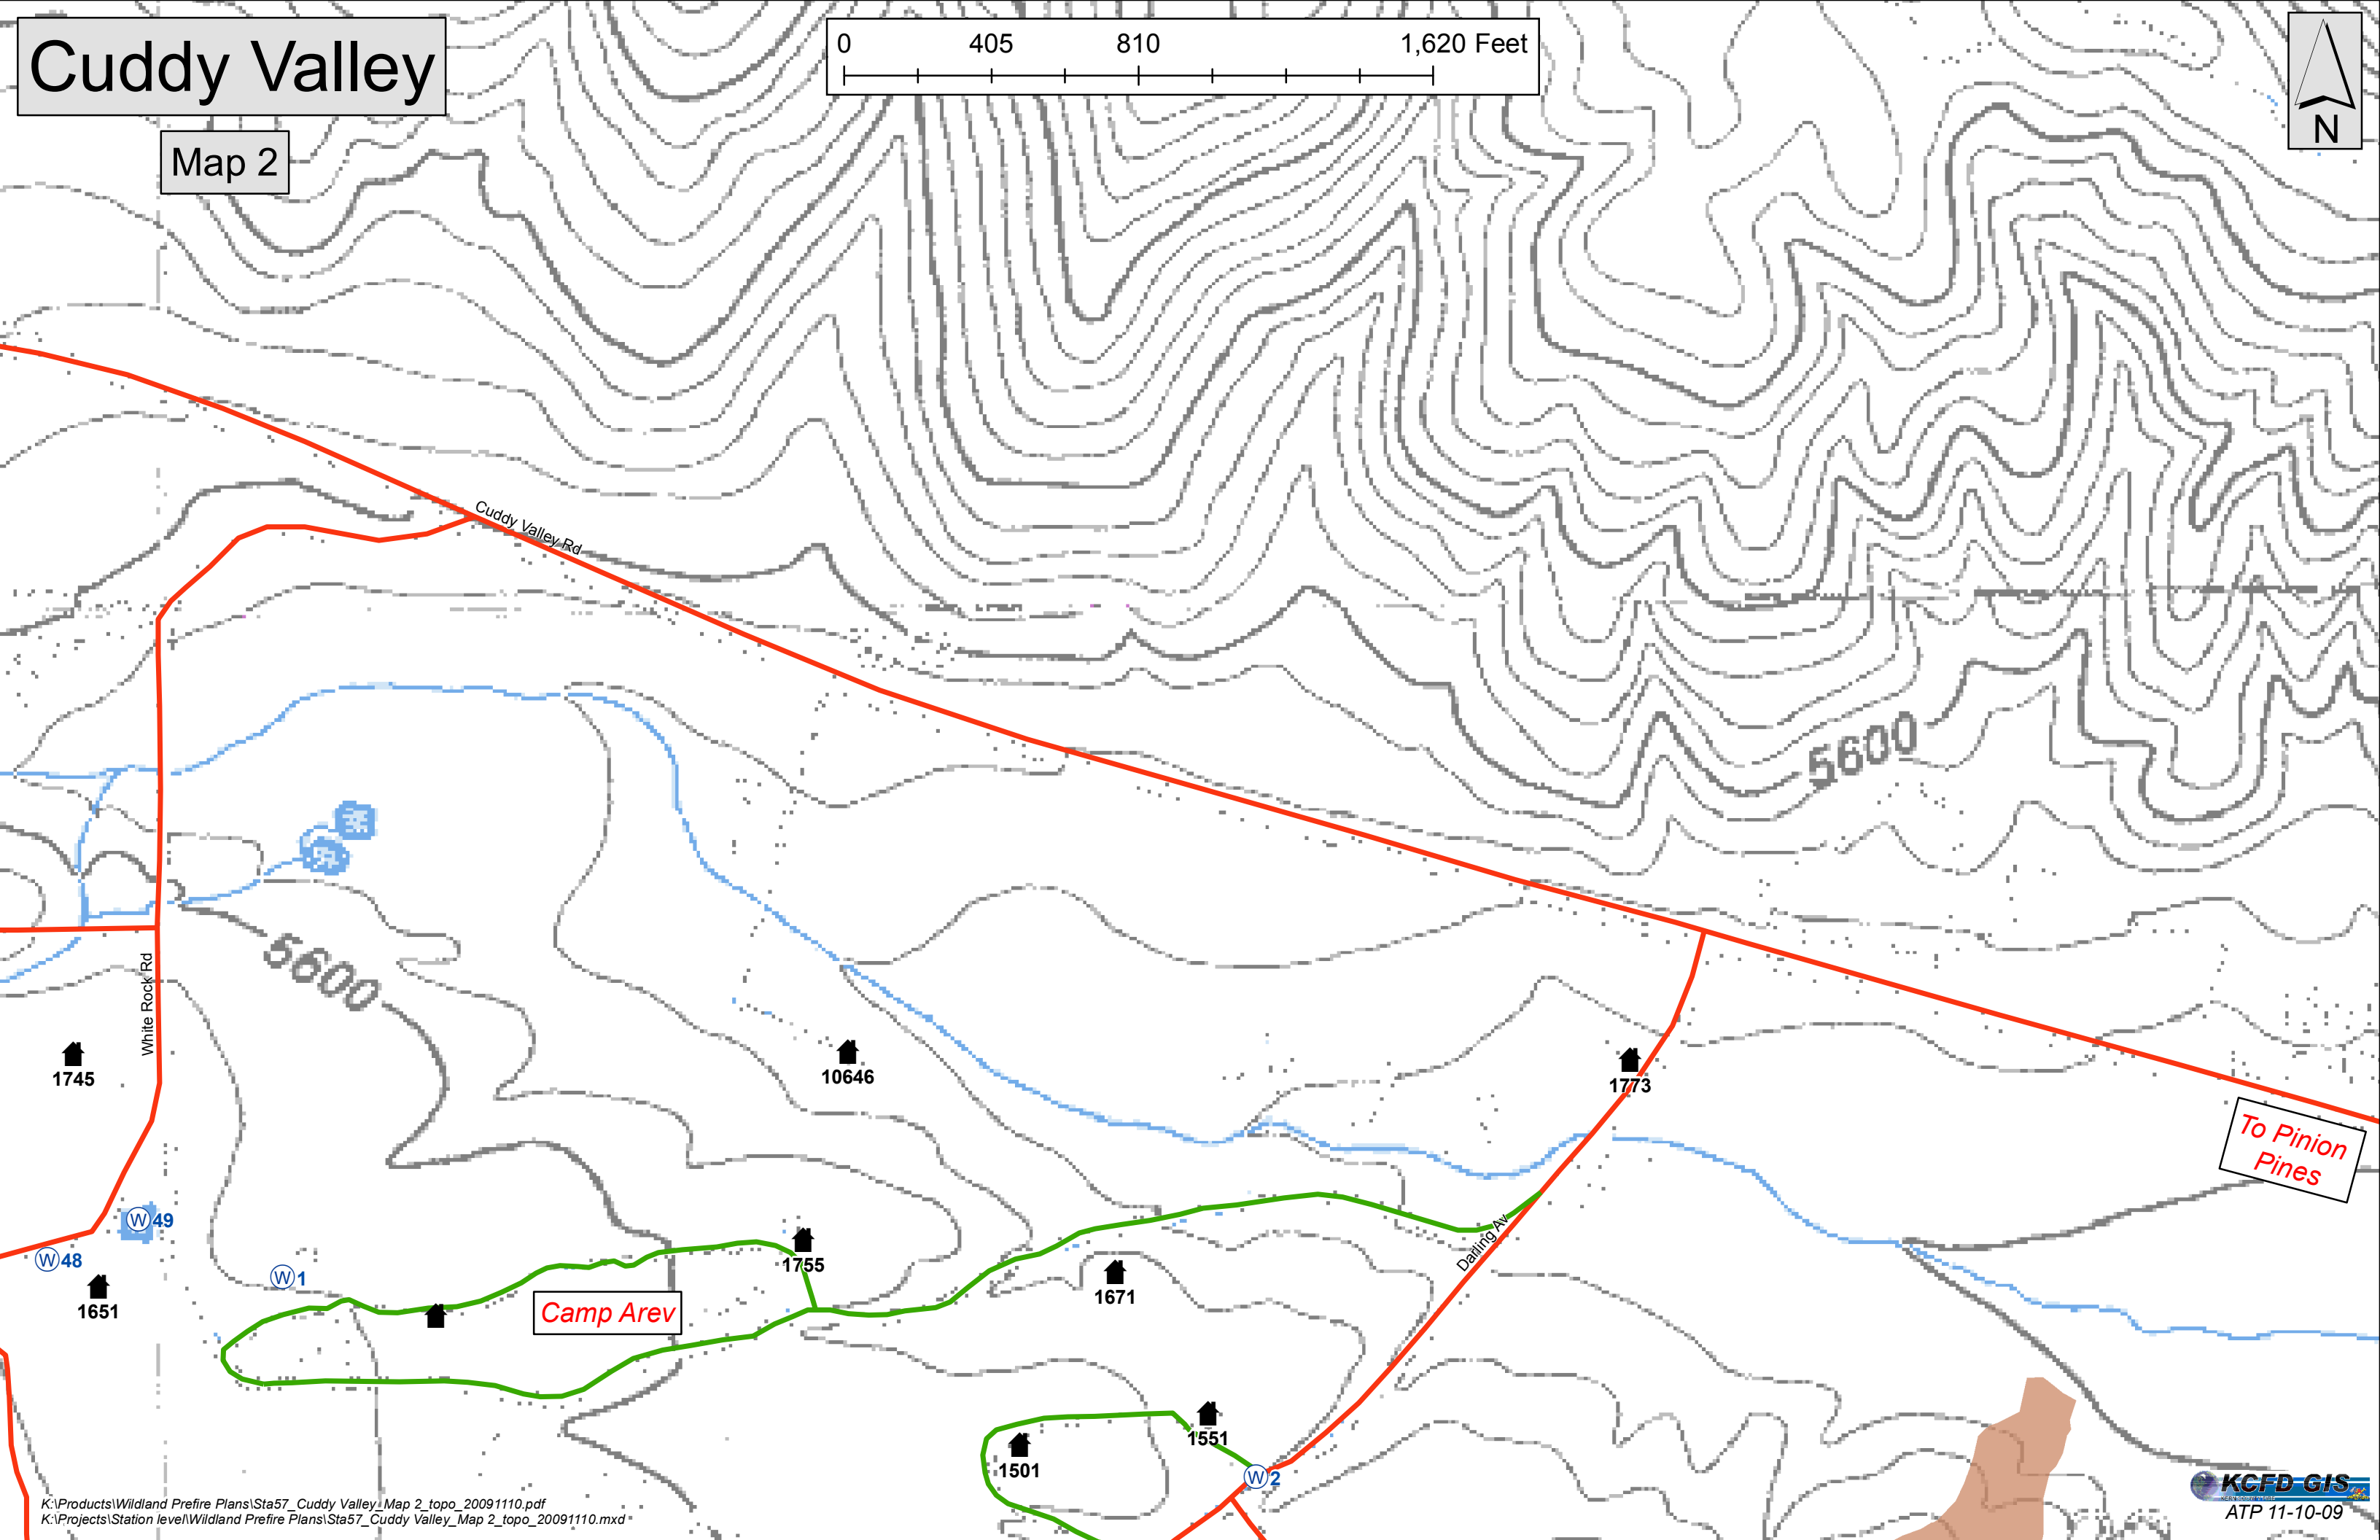 Cuddy Valley
Map 2
0 405 810 1,620 Feet
N
Cuddy Valley Rd
5600
5600
White Rock Rd
1745
10646
1773
To Pinion
Pines
W 49
W 48
1651
W 1
1755
Camp Arev
1671
Darling Av
1551
1501
W 2
K:\Products\Wildland Prefire Plans\Sta57_Cuddy Valley_Map 2_topo_20091110.pdf
K:\Projects\Station level\Wildland Prefire Plans\Sta57_Cuddy Valley_Map 2_topo_20091110.mxd
KCFD GIS
ATP 11-10-09